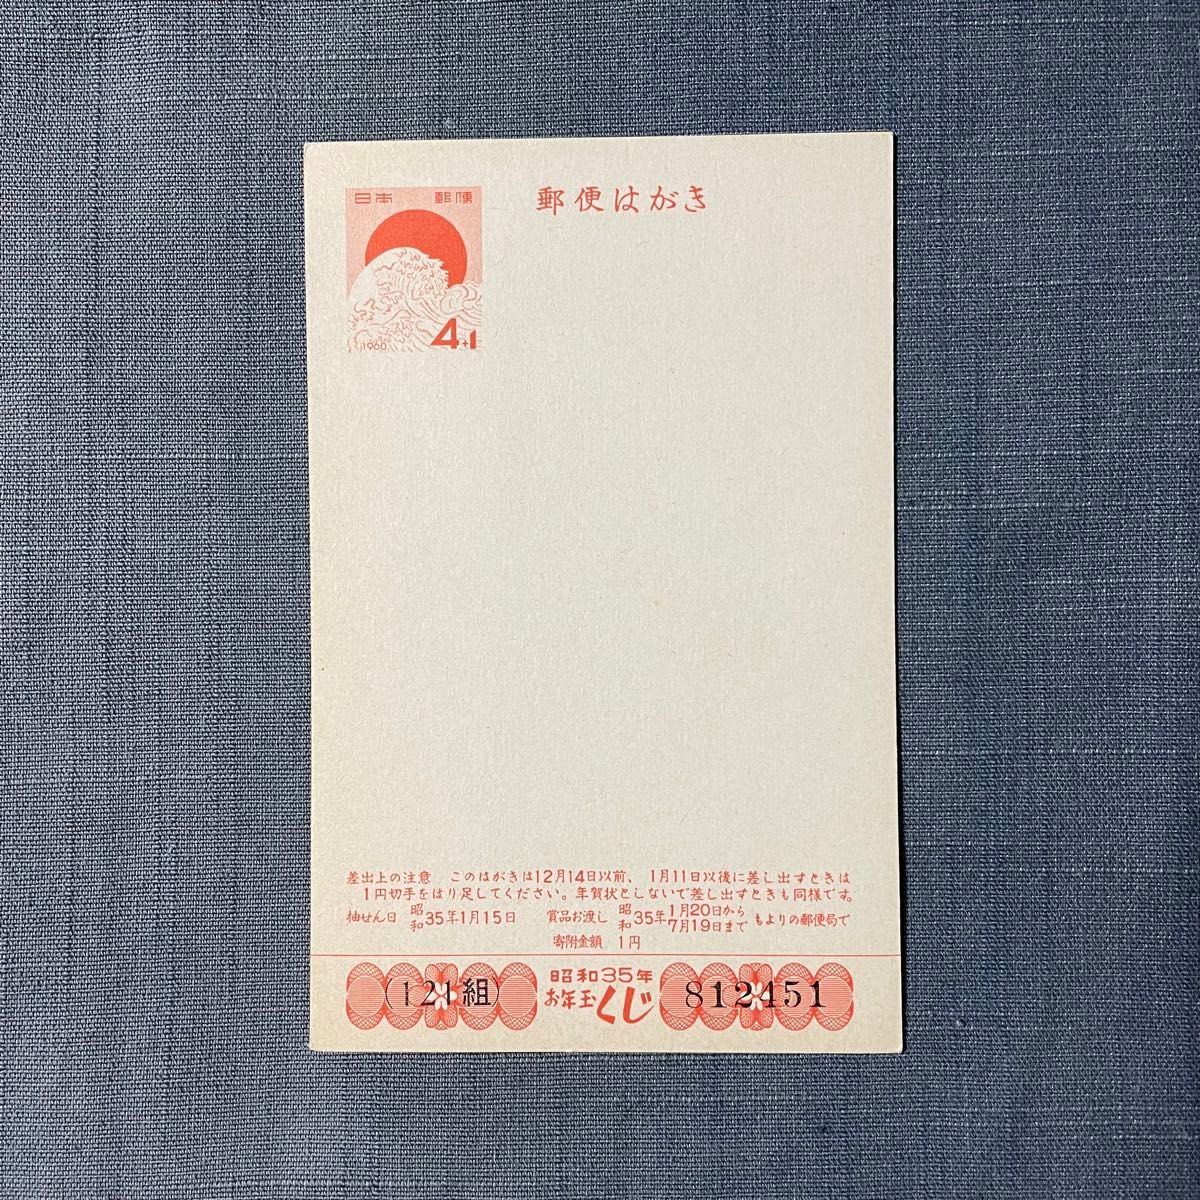 日本 郵便
1960 4+1
郵便はがき
差出上の注意 このはがきは12月14日以前、1月11日以後に差し出すときは
1円切手をはり足してください。年賀状としないで差し出すときも同様です。
抽せん日 昭和35年1月15日 賞品お渡し 昭和35年1月20日から7月19日まで もよりの郵便局で
寄附金額 1円
(121組) 昭和35年 812451
お年玉くじ